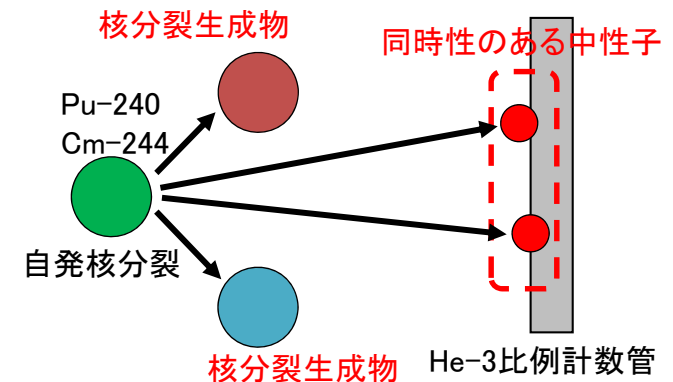 核分裂生成物
同時性のある中性子
Pu-240
Cm-244
自発核分裂
核分裂生成物
He-3比例計数管